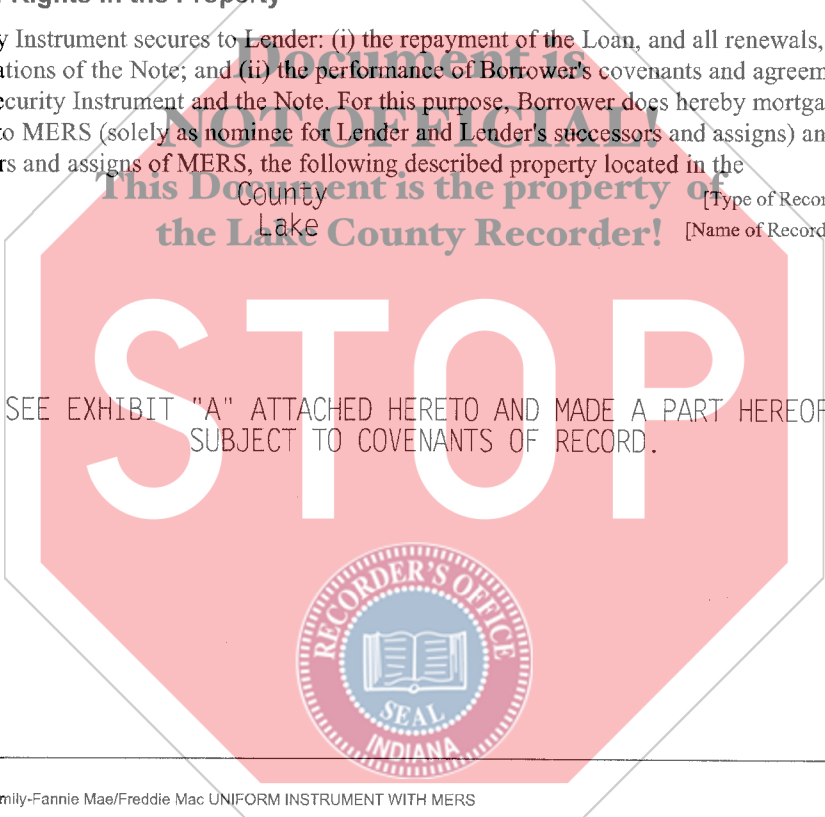 Rights in the Property
y Instrument secures to Lender: (i) the repayment of the Loan, and all renewals,
ations of the Note; and (ii) the performance of Borrower's covenants and agreem
ecurity Instrument and the Note. For this purpose, Borrower does hereby mortga
to MERS (solely as nominee for Lender and Lender's successors and assigns) an
rs and assigns of MERS, the following described property located in the
County [Type of Recor
Lake [Name of Record
Document is
NOT OFFICIAL!
This Document is the property of
the Lake County Recorder!
STOP
SEE EXHIBIT "A" ATTACHED HERETO AND MADE A PART HEREOF
SUBJECT TO COVENANTS OF RECORD.
RECORDER'S OFFICE
SEAL
INDIANA
mily-Fannie Mae/Freddie Mac UNIFORM INSTRUMENT WITH MERS